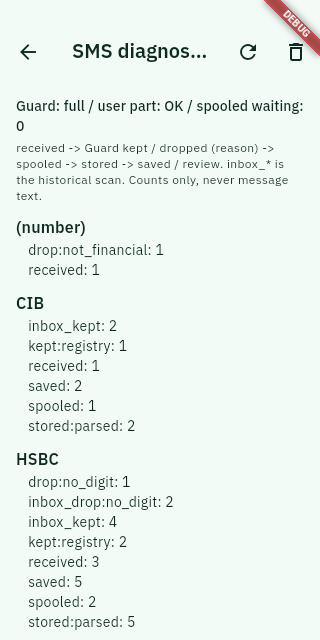 DEBUG
SMS diagnos...
Guard: full / user part: OK / spooled waiting:
0
received -> Guard kept / dropped (reason) ->
spooled -> stored -> saved / review. inbox_* is
the historical scan. Counts only, never message
text.
(number)
drop:not_financial: 1
received: 1
CIB
inbox_kept: 2
kept:registry: 1
received: 1
saved: 2
spooled: 1
stored:parsed: 2
HSBC
drop:no_digit: 1
inbox_drop:no_digit: 2
inbox_kept: 4
kept:registry: 2
received: 3
saved: 5
spooled: 2
stored:parsed: 5